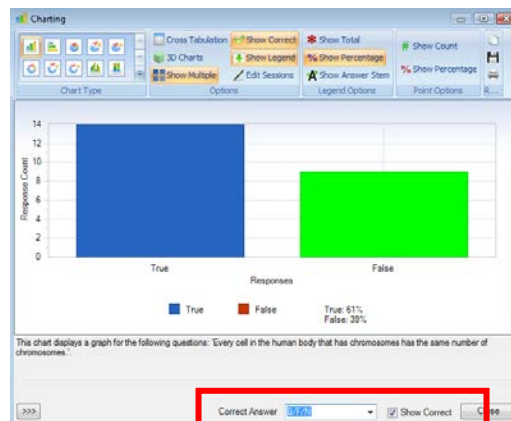 Charting
Cross Tabulation
Show Correct
Show Total
3D Charts
Show Legend
Show Percentage
Show Multiple
Edit Sessions
Show Answer Stem
Show Count
Show Percentage
Chart Type
Options
Legend Options
Point Options
R...
14
12
10
8
6
4
2
0
Response Count
True
False
Responses
True
False
True: 61%
False: 39%
This chart displays a graph for the following questions: 'Every cell in the human body that has chromosomes has the same number of
chromosomes.'.
>>>
Correct Answer
Show Correct